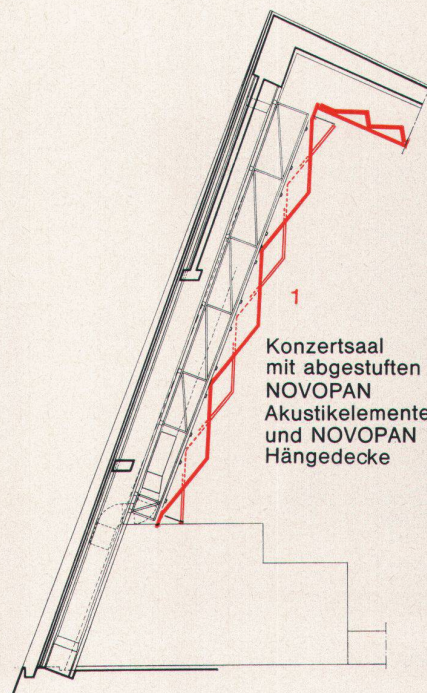 1
Konzertsaal
mit abgestuften
NOVOPAN
Akustikelemente
und NOVOPAN
Hängedecke